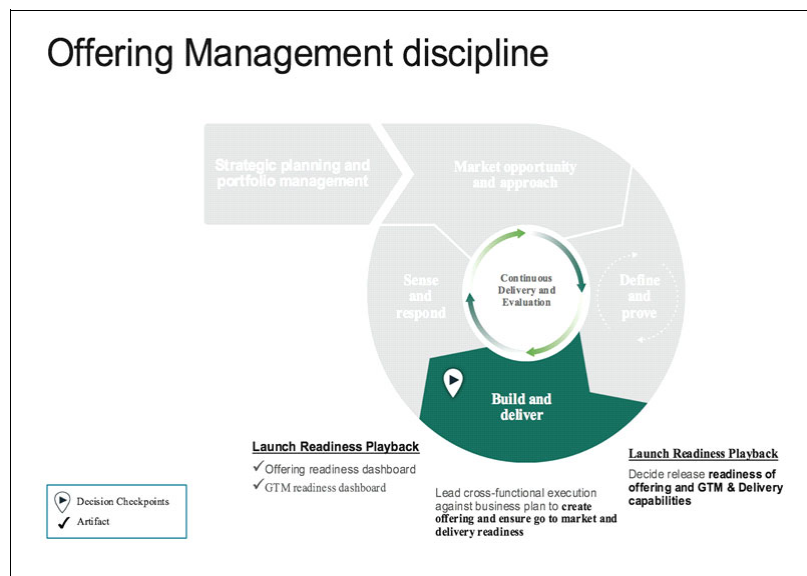 Offering Management discipline
Strategic planning and
portfolio management
Market opportunity
and approach
Sense
and
respond
Continuous
Delivery and
Evaluation
Define
and
prove
Build and
deliver
Launch Readiness Playback
Offering readiness dashboard
GTM readiness dashboard
Lead cross-functional execution
against business plan to create
offering and ensure go to market and
delivery readiness
Launch Readiness Playback
Decide release readiness of
offering and GTM & Delivery
capabilities
Decision Checkpoints
Artifact